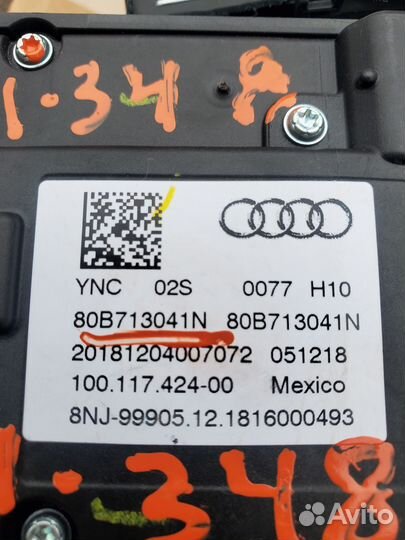 1-34 8
YNC 02S 0077 H10
80B713041N 80B713041N
20181204007072 051218
100.117.424-00 Mexico
8NJ-99905.12.1816000493
1-348
Avito